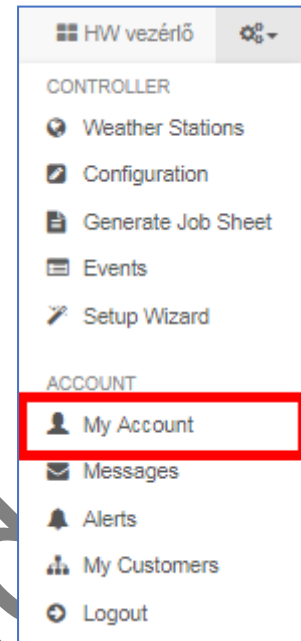 HW vezérlő
CONTROLLER
Weather Stations
Configuration
Generate Job Sheet
Events
Setup Wizard
ACCOUNT
My Account
Messages
Alerts
My Customers
Logout